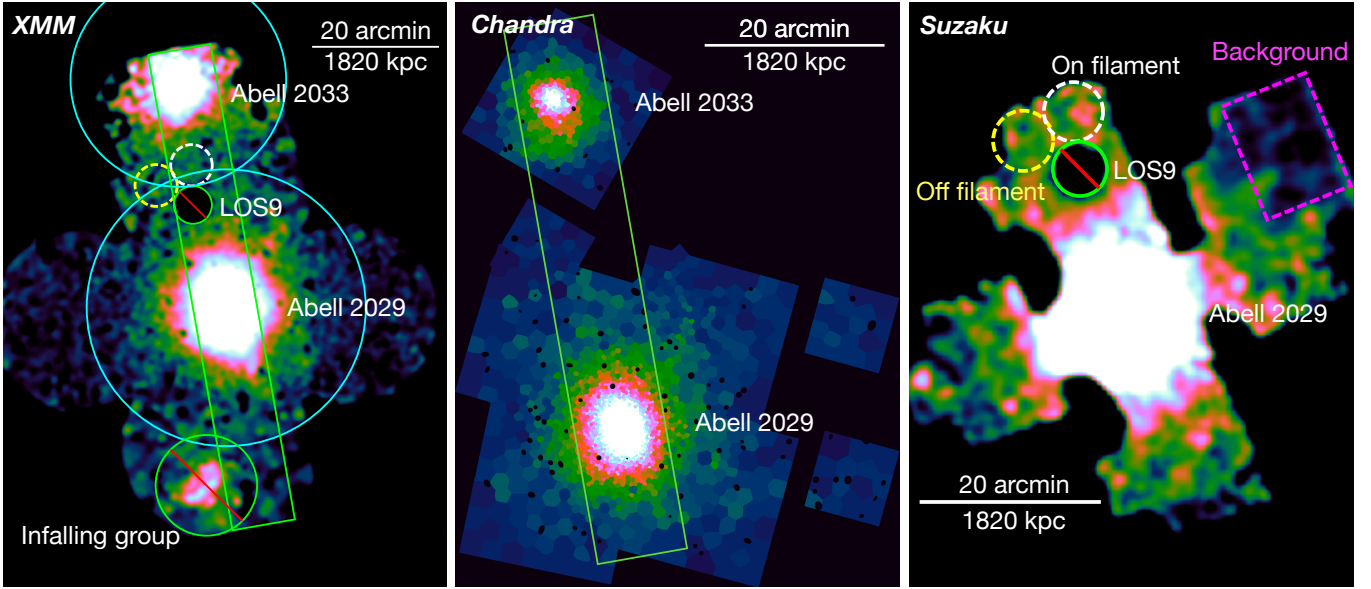 XMM
20 arcmin
1820 kpc
Abell 2033
LOS9
Abell 2029
Infalling group
Chandra
20 arcmin
1820 kpc
Abell 2033
Abell 2029
Suzaku
Background
On filament
LOS9
Off filament
Abell 2029
20 arcmin
1820 kpc